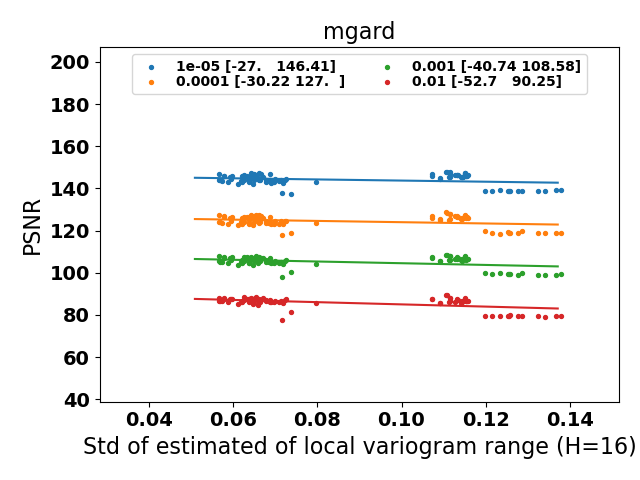 mgard
1e-05 [-27.   146.41]
0.0001 [-30.22 127.  ]
0.001 [-40.74 108.58]
0.01 [-52.7   90.25]
200
180
160
140
120
100
80
60
40
PSNR
0.04 0.06 0.08 0.10 0.12 0.14
Std of estimated of local variogram range (H=16)